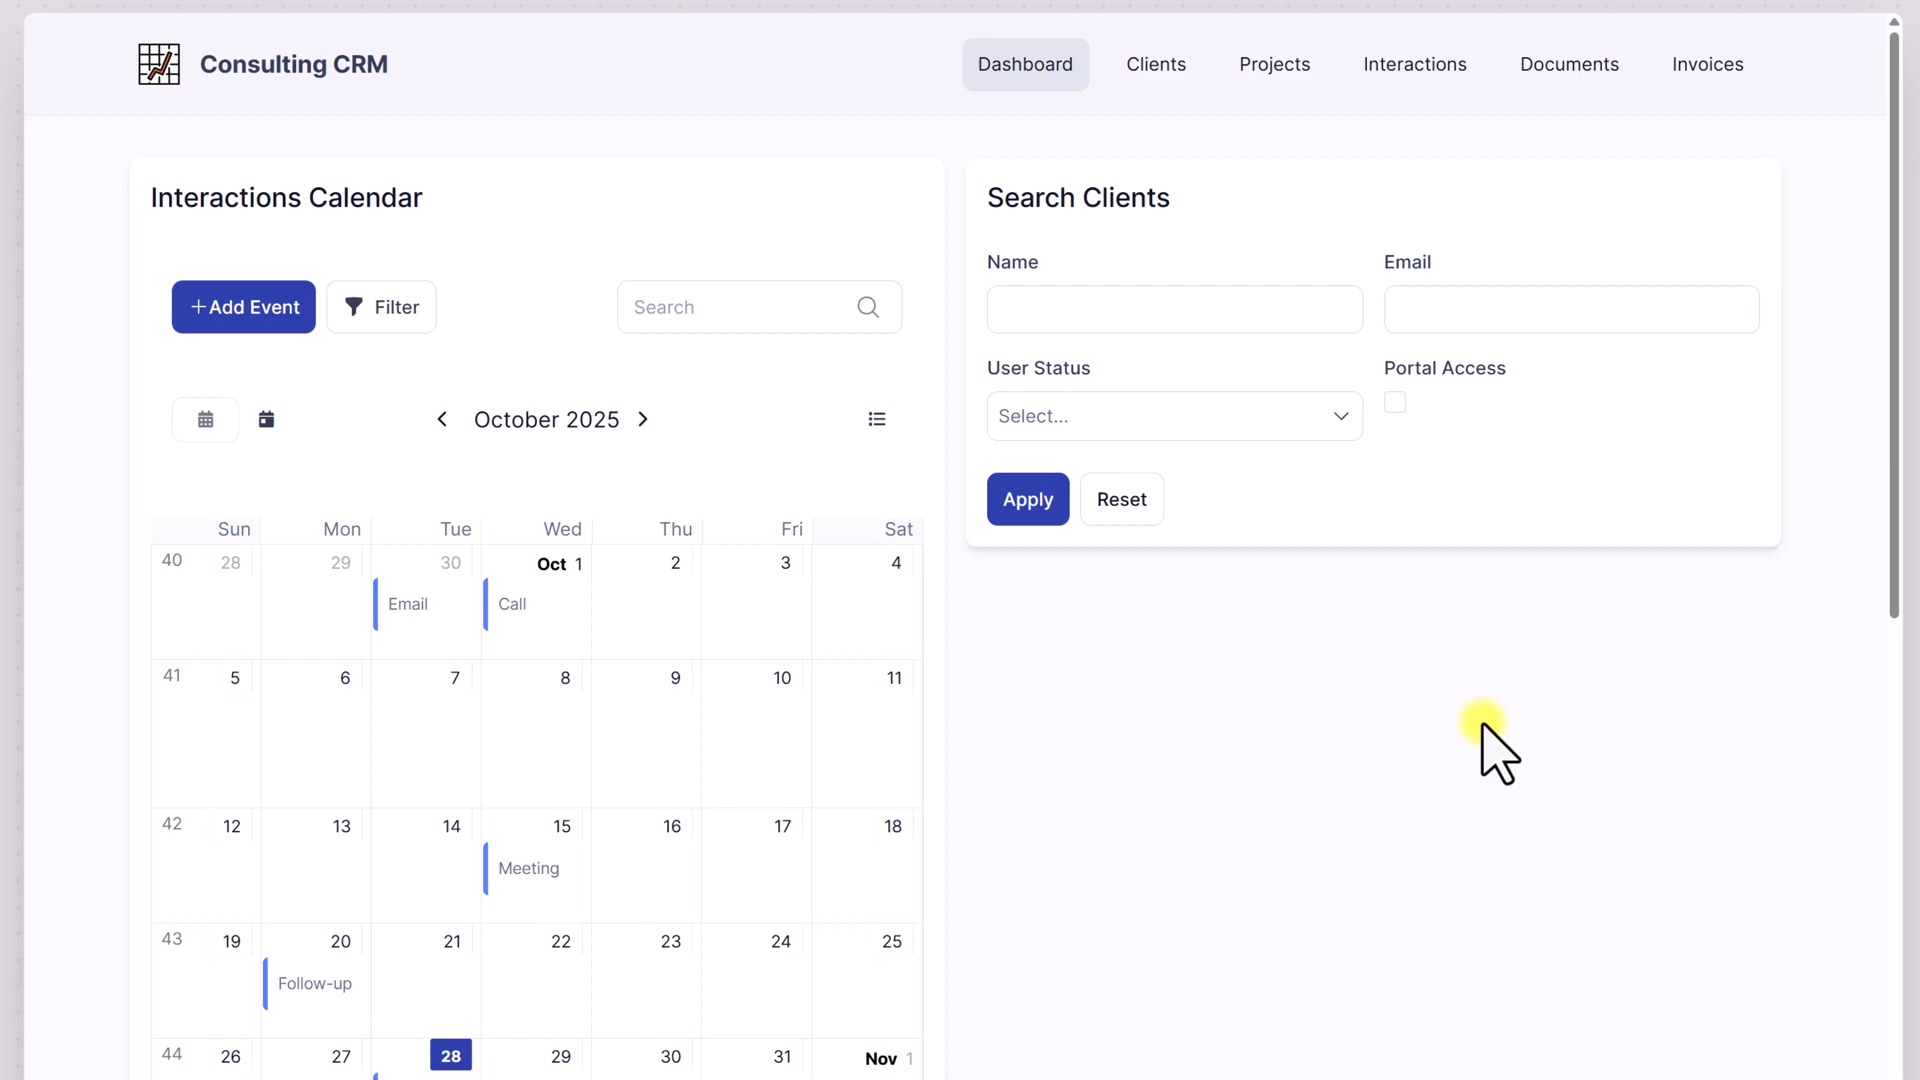 Consulting CRM
Dashboard Clients Projects Interactions Documents Invoices
Interactions Calendar
+Add Event Filter Search
October 2025
Sun Mon Tue Wed Thu Fri Sat
40 28 29 30 Oct 1 2 3 4
Email Call
41 5 6 7 8 9 10 11
42 12 13 14 15 16 17 18
Meeting
43 19 20 21 22 23 24 25
Follow-up
44 26 27 28 29 30 31 Nov 1
Search Clients
Name Email
User Status Portal Access
Select...
Apply Reset